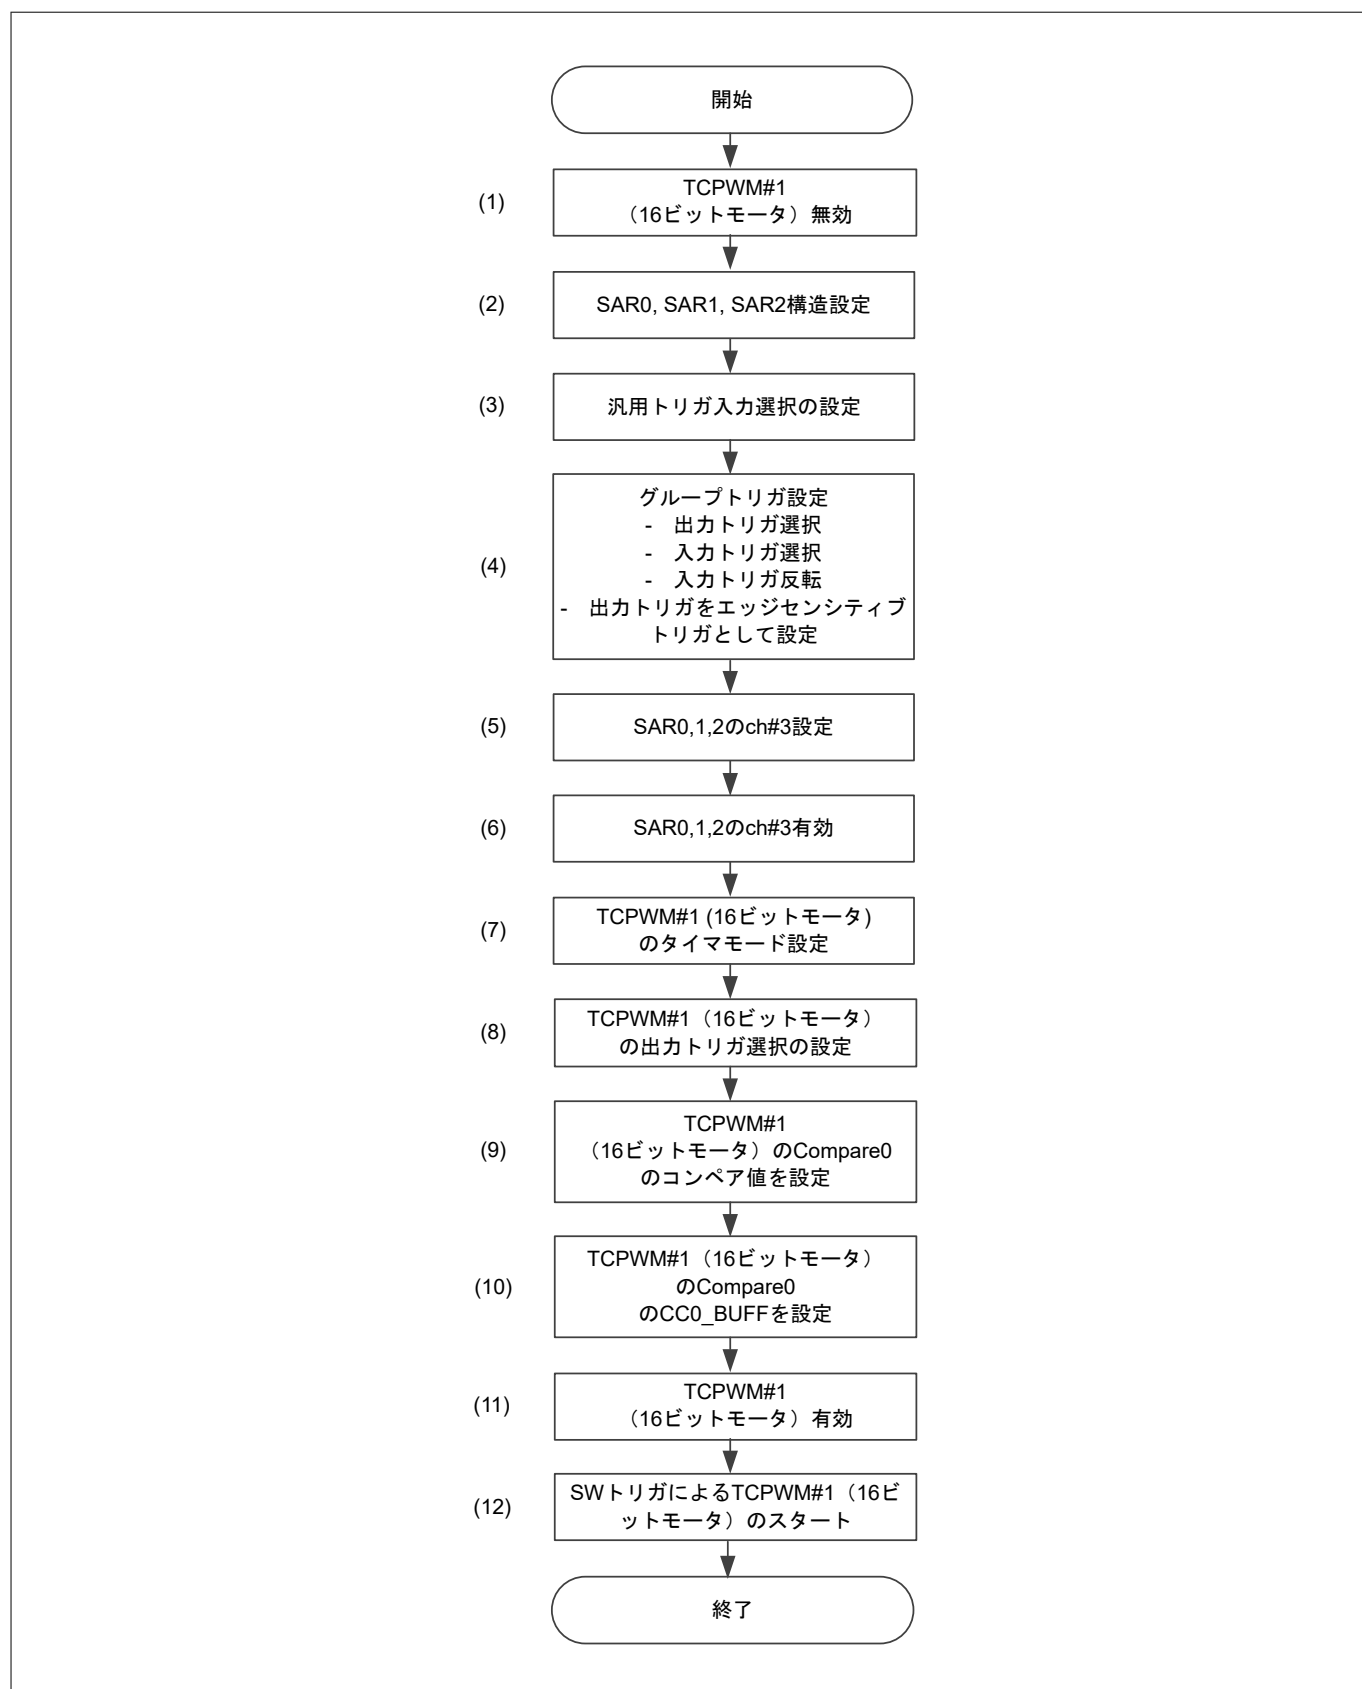 開始
(1)
TCPWM#1
（16ビットモータ）無効
(2)
SAR0, SAR1, SAR2構造設定
(3)
汎用トリガ入力選択の設定
(4)
グループトリガ設定
- 出力トリガ選択
- 入力トリガ選択
- 入力トリガ反転
- 出力トリガをエッジセンシティブ
トリガとして設定
(5)
SAR0,1,2のch#3設定
(6)
SAR0,1,2のch#3有効
(7)
TCPWM#1 (16ビットモータ)
のタイマモード設定
(8)
TCPWM#1（16ビットモータ）
の出力トリガ選択の設定
(9)
TCPWM#1
（16ビットモータ）のCompare0
のコンペア値を設定
(10)
TCPWM#1（16ビットモータ）
のCompare0
のCC0_BUFFを設定
(11)
TCPWM#1
（16ビットモータ）有効
(12)
SWトリガによるTCPWM#1（16ビ
ットモータ）のスタート
終了